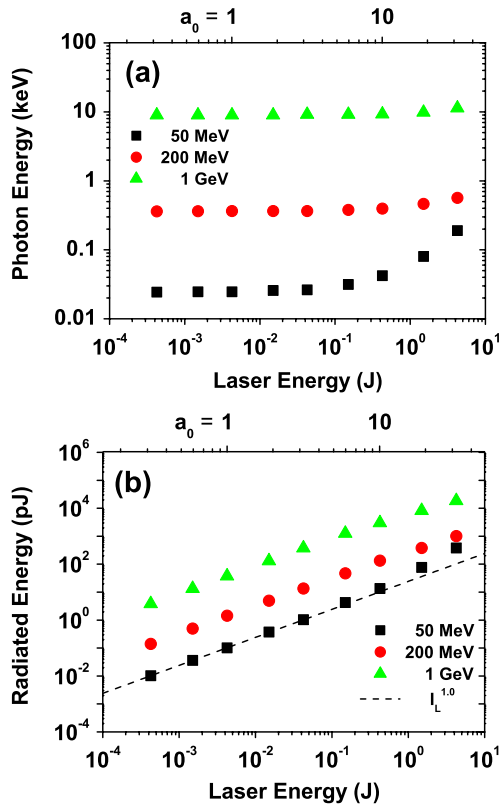 a0 = 1 10
100
(a)
10
50 MeV
200 MeV
1 GeV
1
0.1
0.01
10-4 10-3 10-2 10-1 100 101
Photon Energy (keV)
Laser Energy (J)
a0 = 1 10
106
(b)
104
102
100
10-2
10-4
50 MeV
200 MeV
1 GeV
IL1.0
10-4 10-3 10-2 10-1 100 101
Radiated Energy (pJ)
Laser Energy (J)